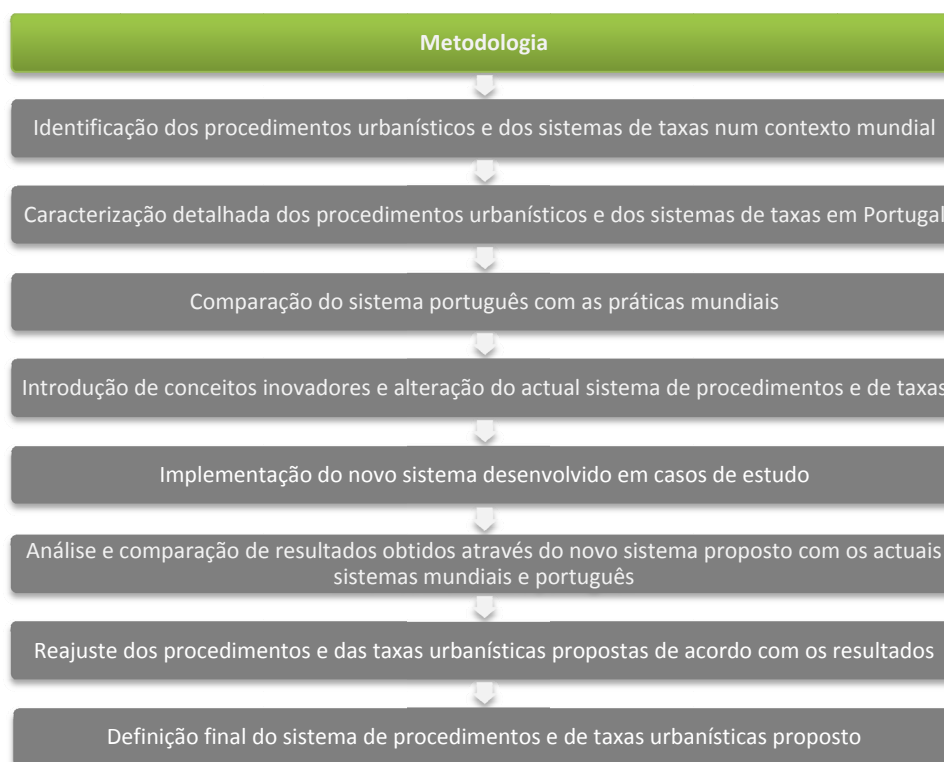 Metodologia
Identificação dos procedimentos urbanísticos e dos sistemas de taxas num contexto mundial
Caracterização detalhada dos procedimentos urbanísticos e dos sistemas de taxas em Portugal
Comparação do sistema português com as práticas mundiais
Introdução de conceitos inovadores e alteração do actual sistema de procedimentos e de taxas
Implementação do novo sistema desenvolvido em casos de estudo
Análise e comparação de resultados obtidos através do novo sistema proposto com os actuais
sistemas mundiais e português
Reajuste dos procedimentos e das taxas urbanísticas propostas de acordo com os resultados
Definição final do sistema de procedimentos e de taxas urbanísticas proposto